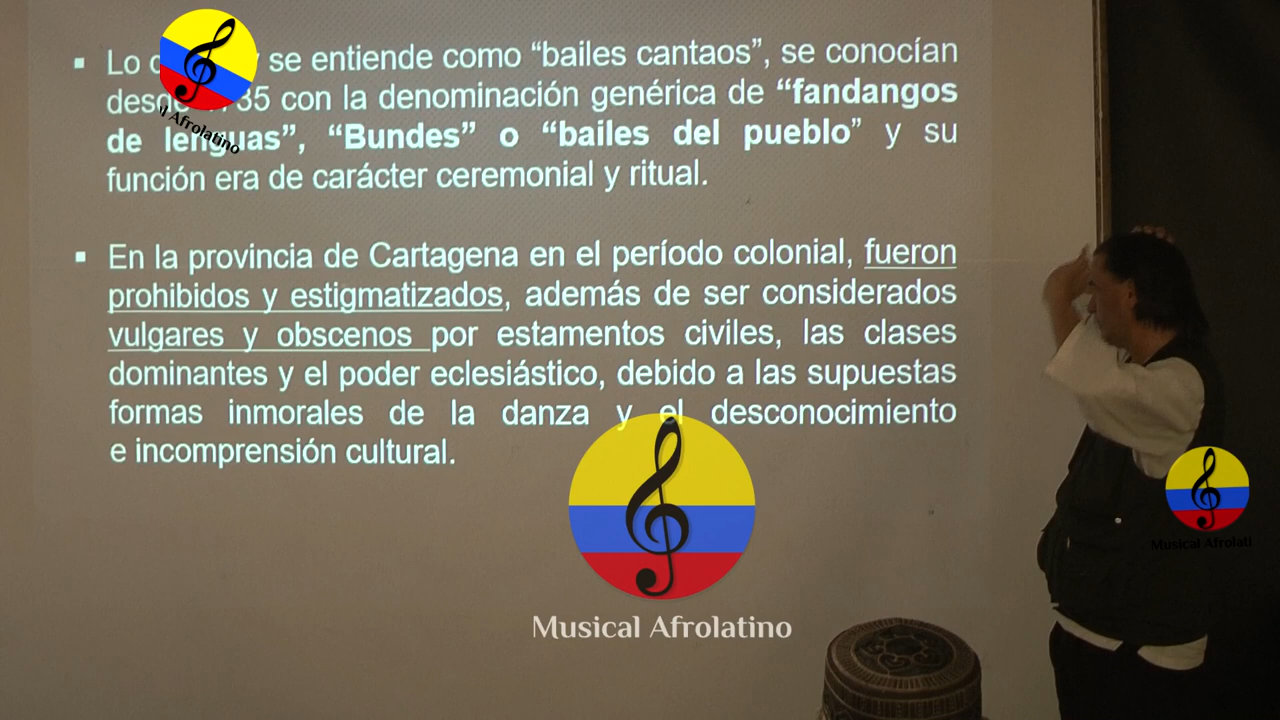 ▪ Lo se entiende como “bailes cantaos”, se conocían
35 con la denominación genérica de “fandangos
de lenguas”, “Bundes” o “bailes del pueblo” y su
función era de carácter ceremonial y ritual.
▪ En la provincia de Cartagena en el período colonial, fueron
prohibidos y estigmatizados, además de ser considerados
vulgares y obscenos por estamentos civiles, las clases
dominantes y el poder eclesiástico, debido a las supuestas
formas inmorales de la danza y el desconocimiento
e incomprensión cultural.
Afrolatino
Musical Afrolatino
Musical Afrolati